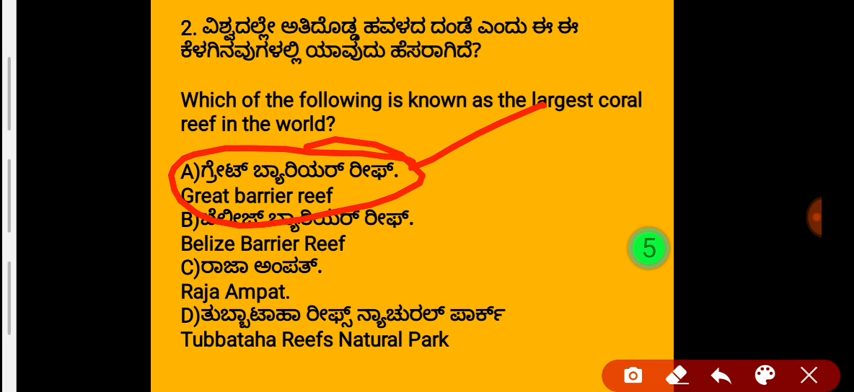 2. ವಿಶ್ವದಲ್ಲೇ ಅತಿದೊಡ್ಡ ಹವಳದ ದಂಡೆ ಎಂದು ಈ ಈ
ಕೆಳಗಿನವುಗಳಲ್ಲಿ ಯಾವುದು ಹೆಸರಾಗಿದೆ?
Which of the following is known as the largest coral
reef in the world?
A)ಗ್ರೇಟ್ ಬ್ಯಾರಿಯರ್ ರೀಫ್.
Great barrier reef
B)ಬೆಲೀಜ್ ಬ್ಯಾರಿಯರ್ ರೀಫ್.
Belize Barrier Reef
C)ರಾಜಾ ಅಂಪತ್.
Raja Ampat.
D)ತುಬ್ಬಾಟಾಹಾ ರೀಫ್ಸ್ ನ್ಯಾಚುರಲ್ ಪಾರ್ಕ್
Tubbataha Reefs Natural Park
5